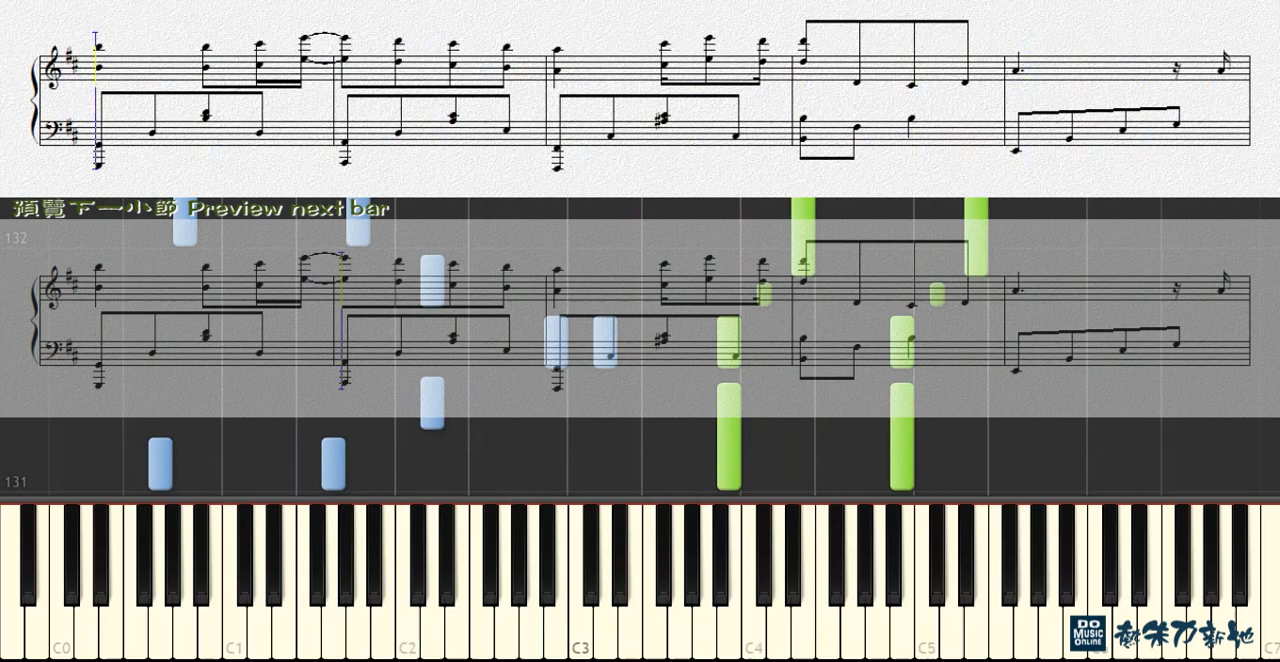 預覽下一小節 Preview next bar
132
131
C0 C1 C2 C3 C4 C5 C7
DO
MUSIC
ONLINE